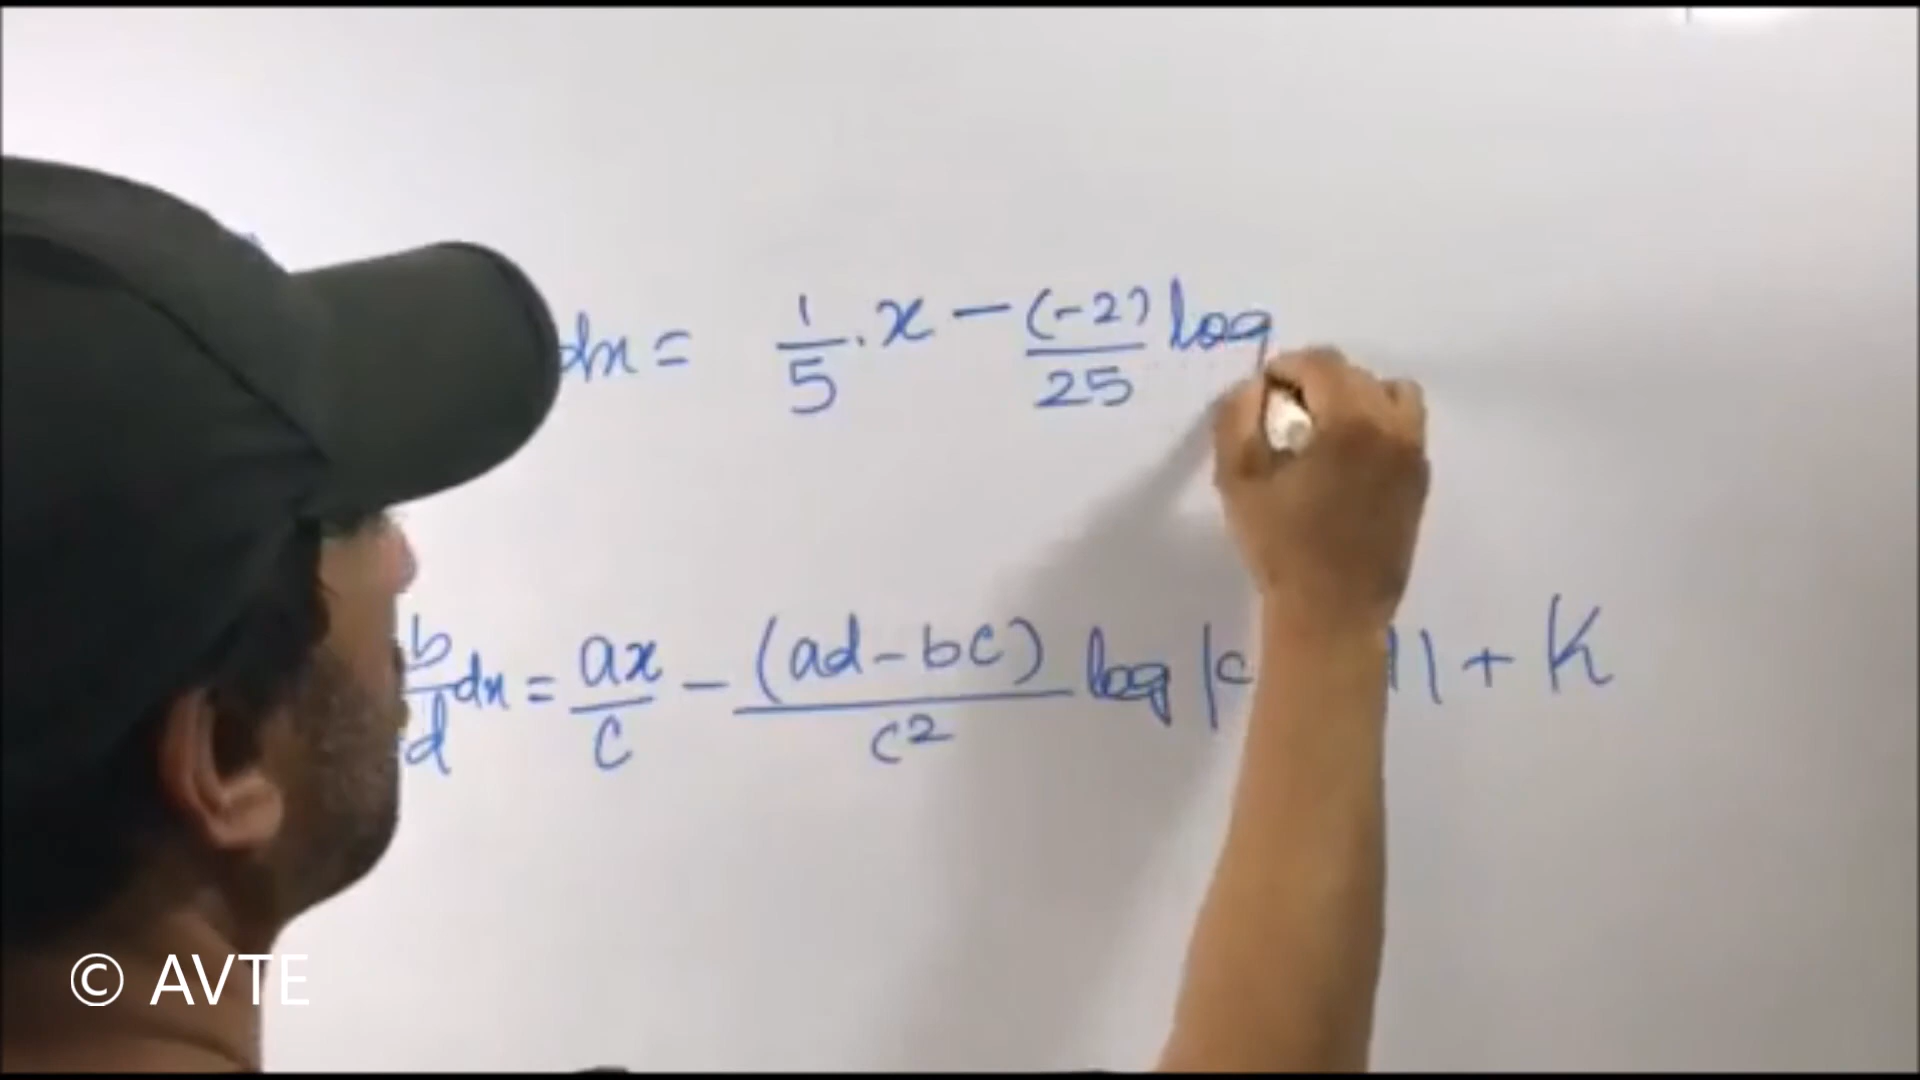 dx = 1/5 . x - (-2)/25 log
b/d dx = ax/c - (ad-bc)/c² log |c | + K
© AVTE